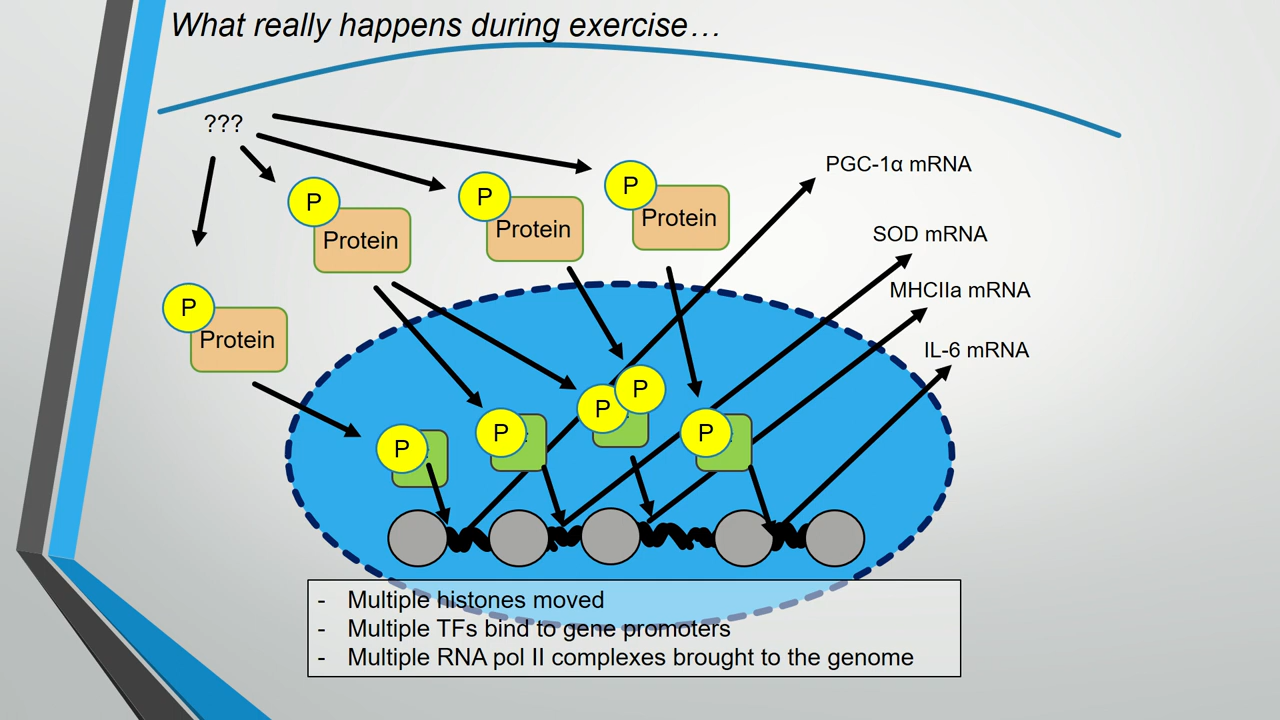 What really happens during exercise…
???
PGC-1α mRNA
P
P
P
Protein
Protein
Protein
SOD mRNA
MHCIIa mRNA
P
Protein
IL-6 mRNA
P
P
P
P
P
- Multiple histones moved
- Multiple TFs bind to gene promoters
- Multiple RNA pol II complexes brought to the genome